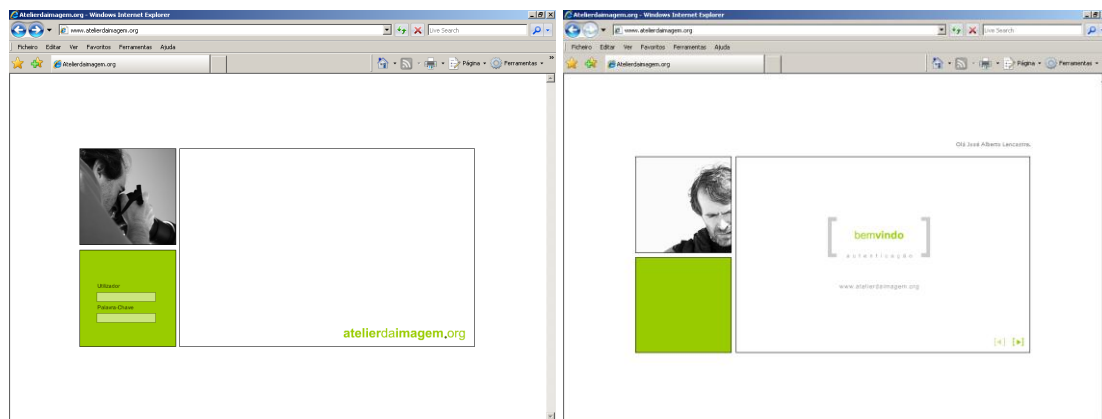 Atelierdaimagem.org - Windows Internet Explorer
www.atelierdaimagem.org
Live Search
Ficheiro Editar Ver Favoritos Ferramentas Ajuda
Atelierdaimagem.org
Página
Ferramentas
Utilizador
Palavra-Chave
atelierdaimagem.org
Atelierdaimagem.org - Windows Internet Explorer
www.atelierdaimagem.org
Live Search
Ficheiro Editar Ver Favoritos Ferramentas Ajuda
Atelierdaimagem.org
Página
Ferramentas
Olá José Alberto Lencastre.
[bemvindo]
autenticação
www.atelierdaimagem.org